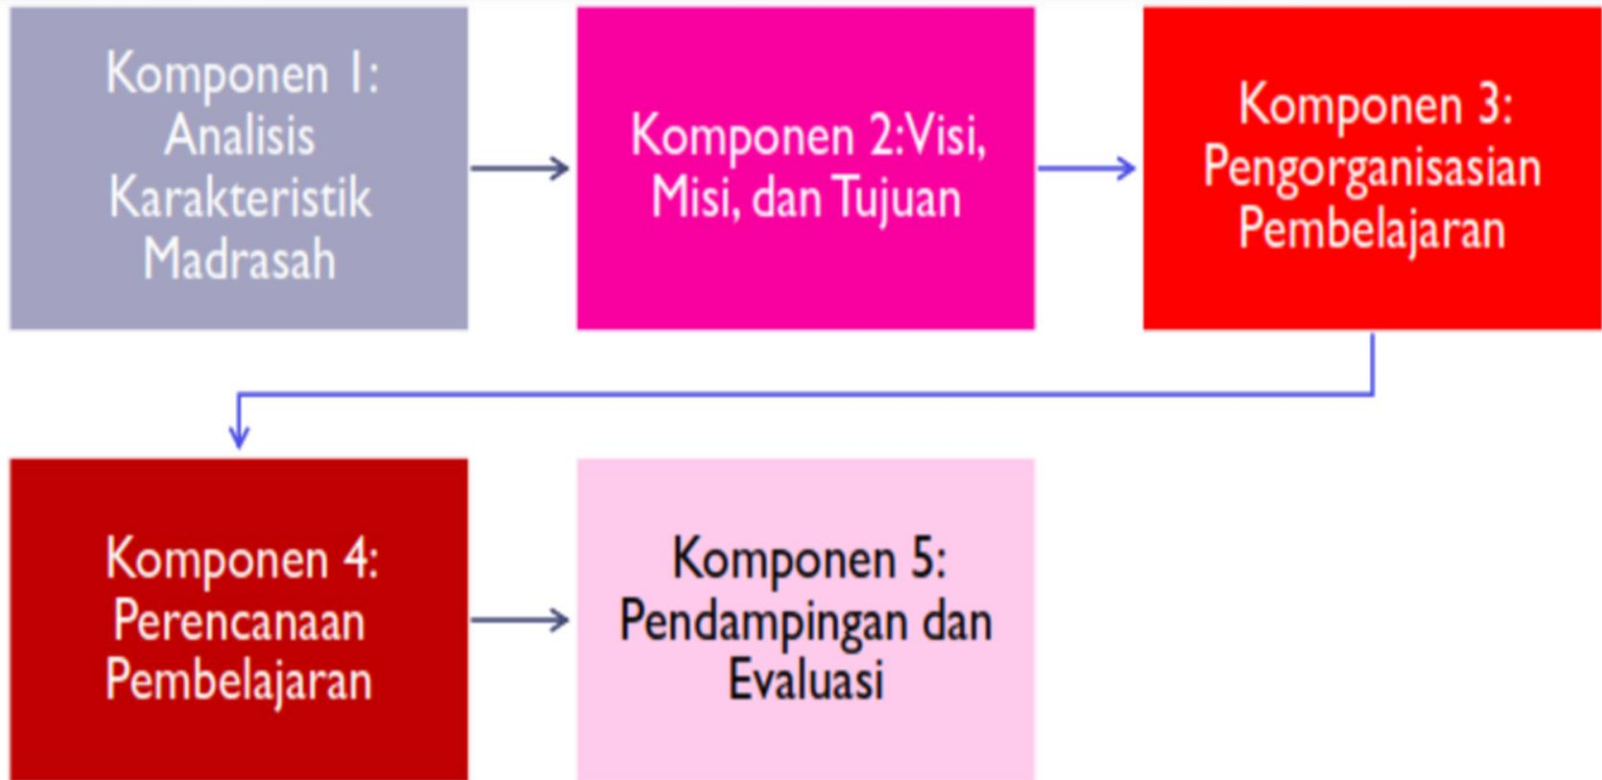 Komponen 1:
Analisis
Karakteristik
Madrasah
Komponen 2:Visi,
Misi, dan Tujuan
Komponen 3:
Pengorganisasian
Pembelajaran
Komponen 4:
Perencanaan
Pembelajaran
Komponen 5:
Pendampingan dan
Evaluasi